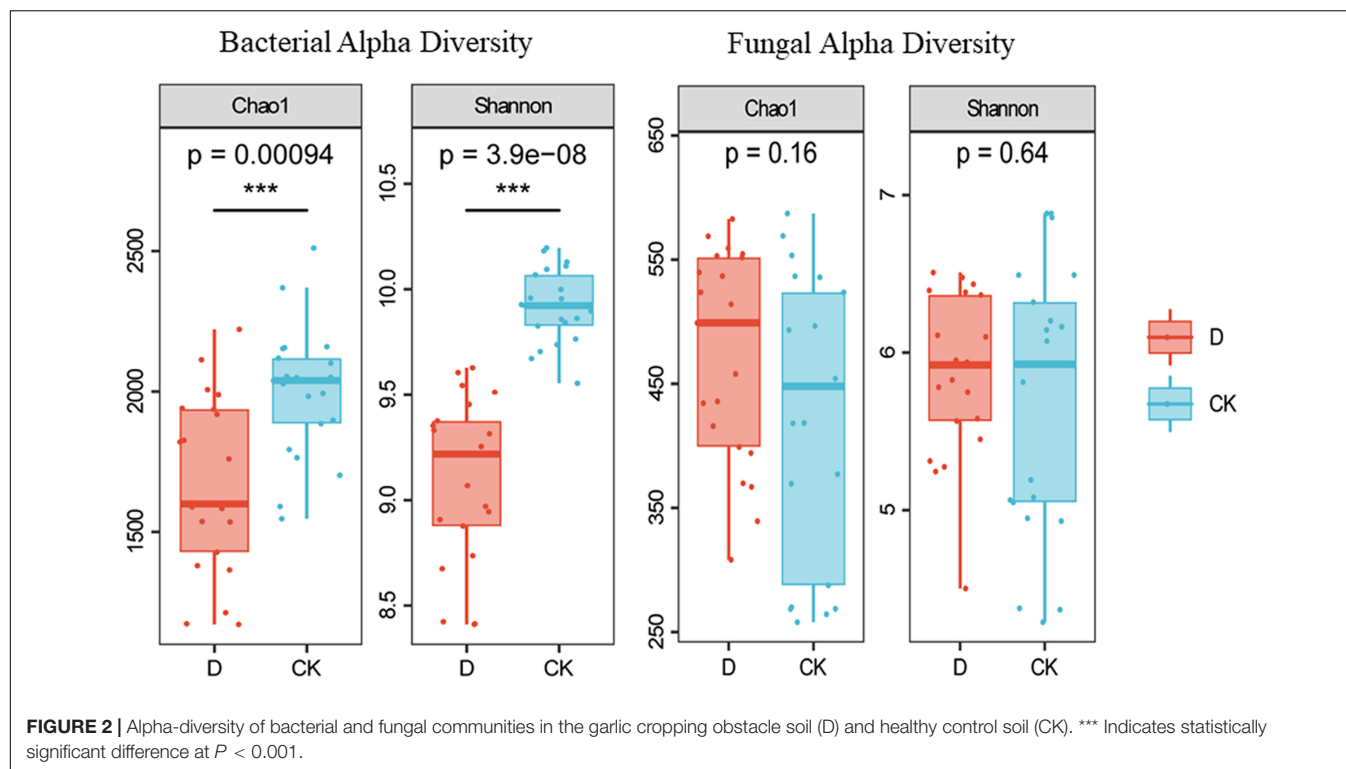 Bacterial Alpha Diversity
Fungal Alpha Diversity
Chao1
Shannon
Chao1
Shannon
p = 0.00094
p = 3.9e−08
p = 0.16
p = 0.64
***
***
2500
2000
1500
10.5
10.0
9.5
9.0
8.5
650
550
450
350
250
7
6
5
D
CK
D
CK
D
CK
D
CK
D
CK
FIGURE 2 | Alpha-diversity of bacterial and fungal communities in the garlic cropping obstacle soil (D) and healthy control soil (CK). *** Indicates statistically
significant difference at P < 0.001.